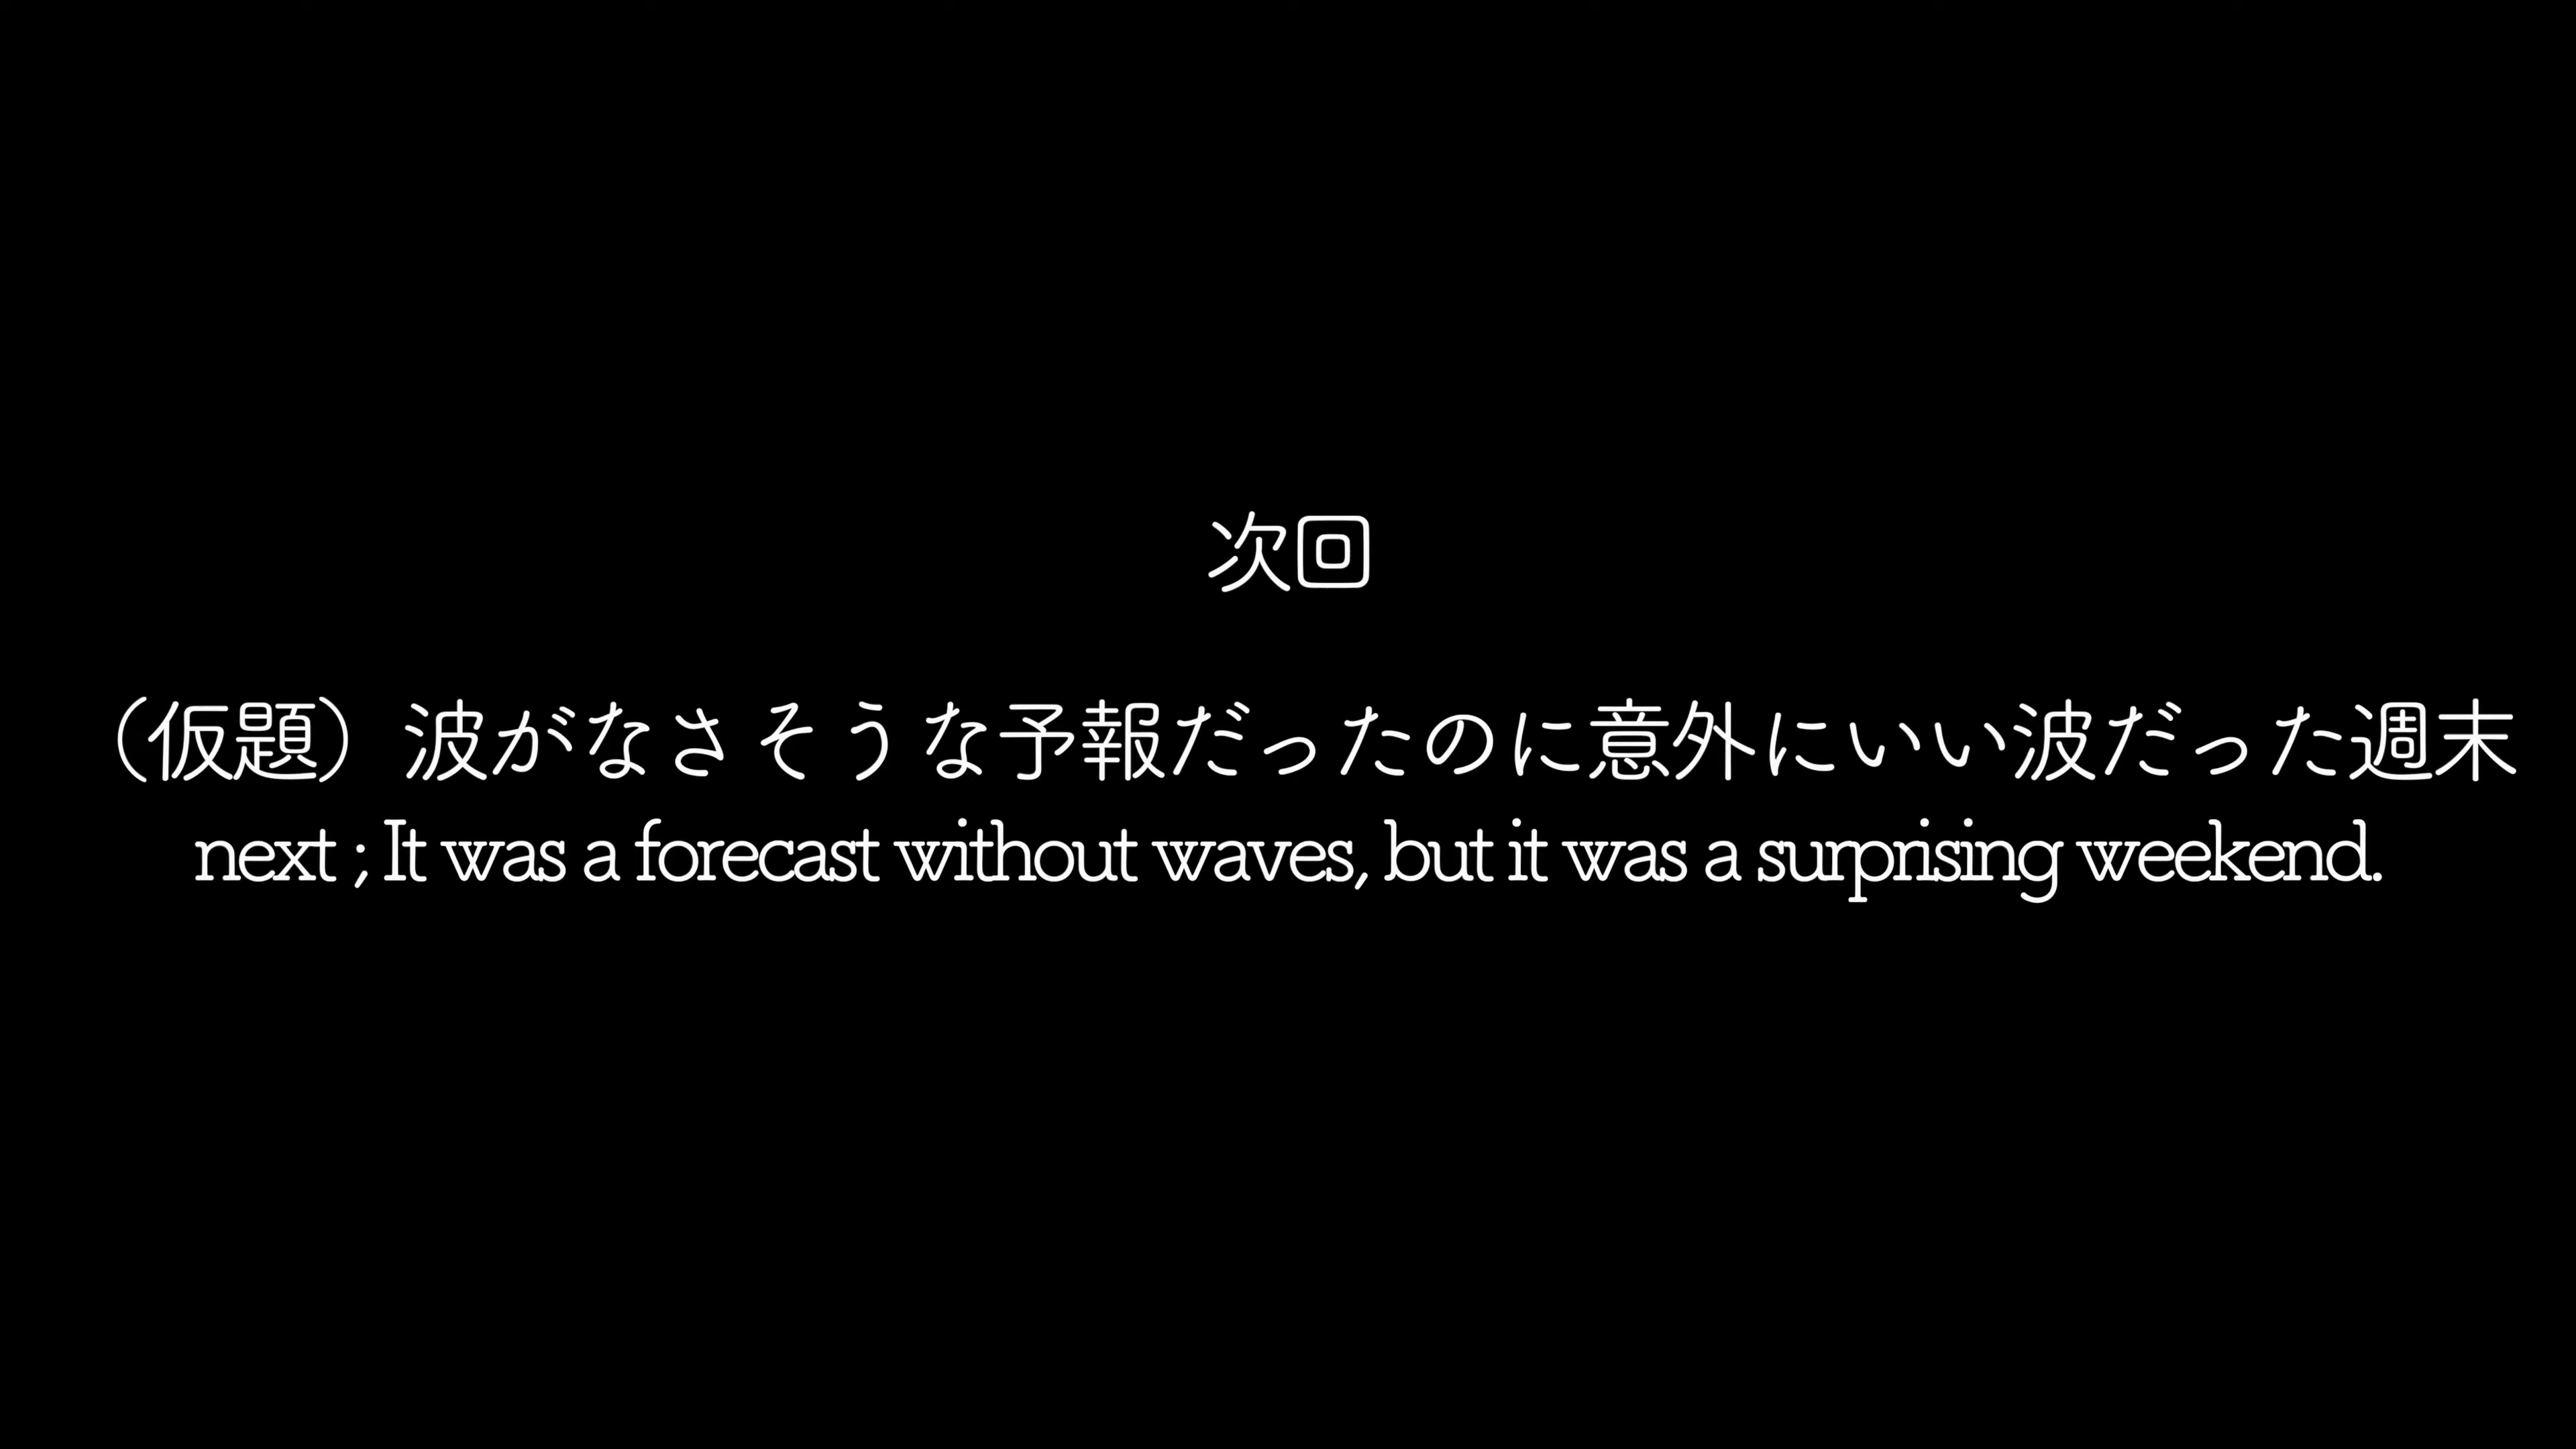 次回
（仮題）波がなさそうな予報だったのに意外にいい波だった週末
next ; It was a forecast without waves, but it was a surprising weekend.